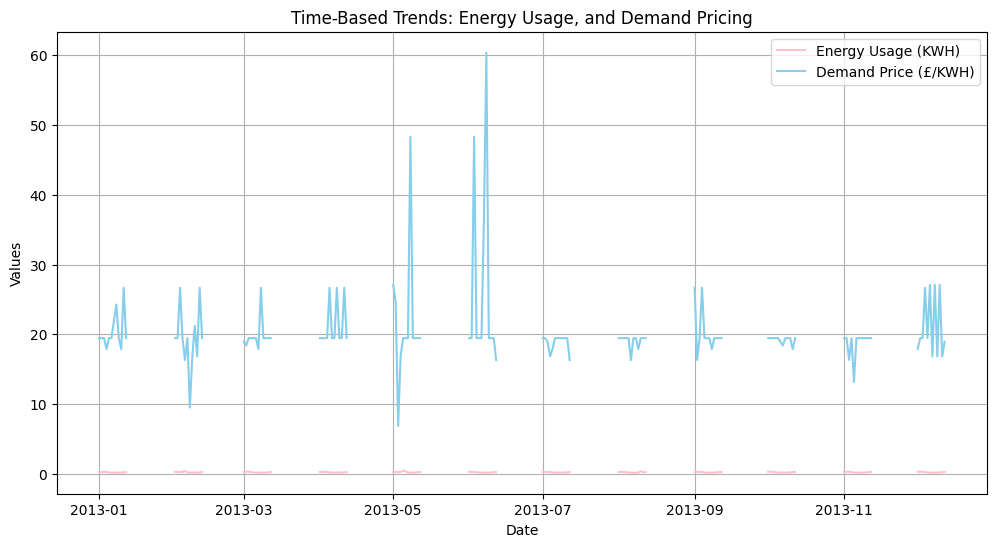 Time-Based Trends: Energy Usage, and Demand Pricing
Energy Usage (KWH)
Demand Price (£/KWH)
60
50
40
30
20
10
0
Values
2013-01 2013-03 2013-05 2013-07 2013-09 2013-11
Date